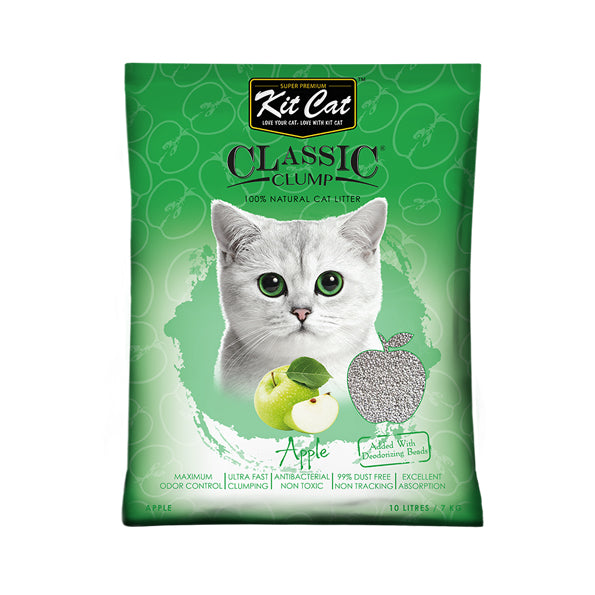 SUPER PREMIUM
Kit Cat™
LOVE YOUR CAT, LOVE WITH KIT CAT
CLASSIC®
CLUMP
100% NATURAL CAT LITTER
Apple
Added With
Deodorizing Beads
MAXIMUM
ODOR CONTROL
ULTRA FAST
CLUMPING
ANTIBACTERIAL
NON TOXIC
99% DUST FREE
NON TRACKING
EXCELLENT
ABSORPTION
APPLE
10 LITRES / 7 KG